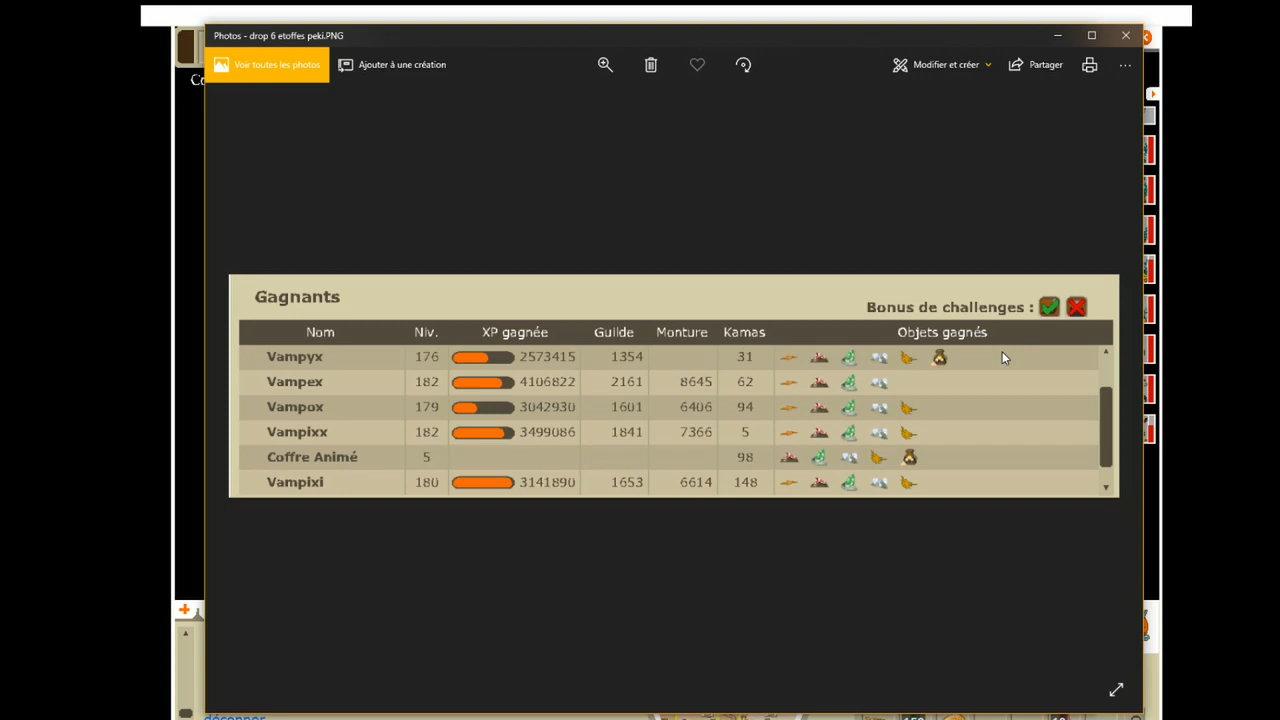 Photos - drop 6 etoffes peki.PNG
Voir toutes les photos
Ajouter à une création
Modifier et créer
Partager
Gagnants
Bonus de challenges :
Nom Niv. XP gagnée Guilde Monture Kamas Objets gagnés
Vampyx 176 2573415 1354 31
Vampex 182 4106822 2161 8645 62
Vampox 179 3042930 1601 6406 94
Vampixx 182 3499086 1841 7366 5
Coffre Animé 5 98
Vampixi 180 3141890 1653 6614 148